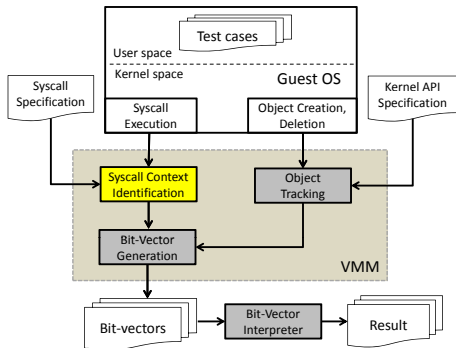 Test cases
User space
Kernel space
Guest OS
Syscall
Specification
Kernel API
Specification
Syscall
Execution
Object Creation,
Deletion
Syscall Context
Identification
Object
Tracking
Bit-Vector
Generation
VMM
Bit-vectors
Bit-Vector
Interpreter
Result